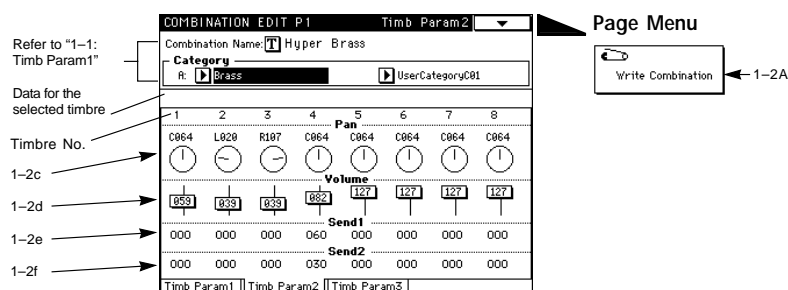 COMBINATION EDIT P1 Timb Param2
Page Menu
Refer to “1–1:
Timb Param1”
Combination Name: T Hyper Brass
Category
A: Brass UserCategoryC01
Write Combination
1–2A
Data for the
selected timbre
Timbre No.
1 2 3 4 5 6 7 8
Pan
C064 L020 R107 C064 C064 C064 C064 C064
1–2c
Volume
059 039 039 082 127 127 127 127
1–2d
Send1
1–2e
000 000 000 060 000 000 000 000
Send2
1–2f
000 000 000 030 000 000 000 000
Timb Param1 Timb Param2 Timb Param3